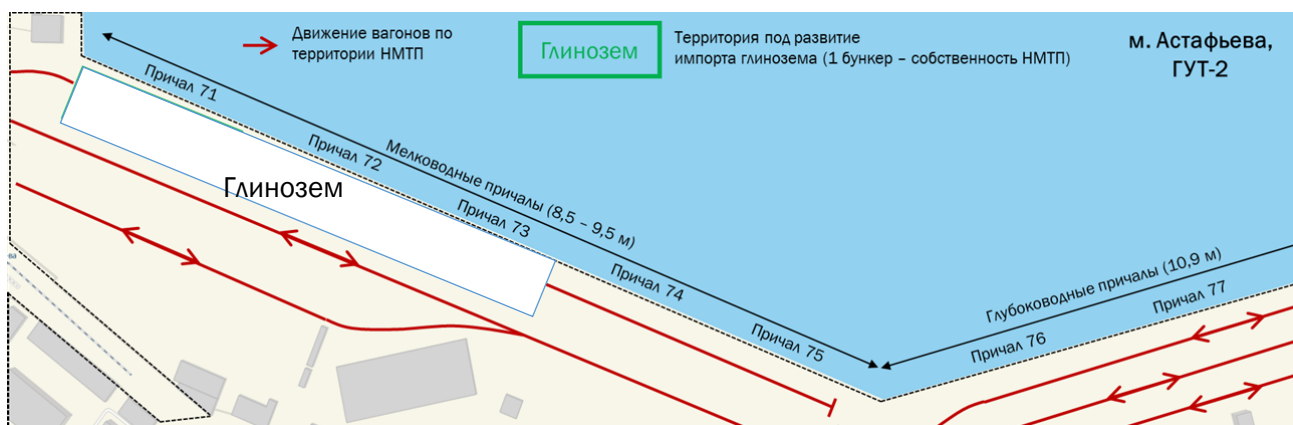 Движение вагонов по
территории НМТП
Глинозем
Территория под развитие
импорта глинозема (1 бункер – собственность НМТП)
м. Астафьева,
ГУТ-2
Причал 71
Причал 72
Мелководные причалы (8,5 – 9,5 м)
Глинозем
Причал 73
Причал 74
Причал 75
Глубоководные причалы (10,9 м)
Причал 76
Причал 77